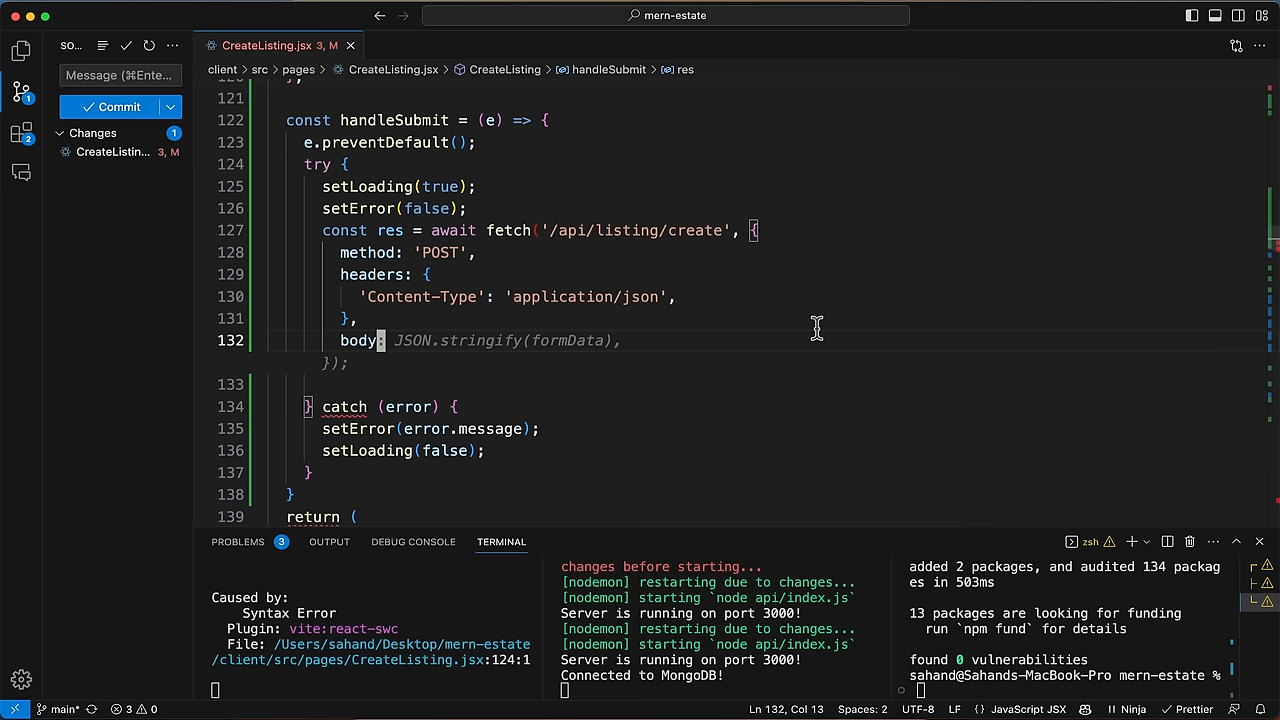 mern-estate
SO...
CreateListing.jsx 3, M
client > src > pages > CreateListing.jsx > CreateListing > handleSubmit > res
Message (⌘Ente...
Commit
Changes 1
CreateListin... 3, M
1
2
121
122 const handleSubmit = (e) => {
123 e.preventDefault();
124 try {
125 setLoading(true);
126 setError(false);
127 const res = await fetch('/api/listing/create', {
128 method: 'POST',
129 headers: {
130 'Content-Type': 'application/json',
131 },
132 body: JSON.stringify(formData),
});
133
134 } catch (error) {
135 setError(error.message);
136 setLoading(false);
137 }
138 }
139 return (
PROBLEMS 3 OUTPUT DEBUG CONSOLE TERMINAL
zsh
Caused by:
Syntax Error
Plugin: vite:react-swc
File: /Users/sahand/Desktop/mern-estate
/client/src/pages/CreateListing.jsx:124:1
changes before starting...
[nodemon] restarting due to changes...
[nodemon] starting `node api/index.js`
Server is running on port 3000!
[nodemon] restarting due to changes...
[nodemon] starting `node api/index.js`
Server is running on port 3000!
Connected to MongoDB!
added 2 packages, and audited 134 packag
es in 503ms
13 packages are looking for funding
run `npm fund` for details
found 0 vulnerabilities
sahand@Sahands-MacBook-Pro mern-estate %
main* 3 0 Ln 132, Col 13 Spaces: 2 UTF-8 LF {} JavaScript JSX Ninja Prettier